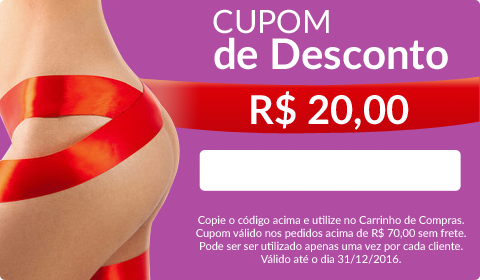 CUPOM
de Desconto
R$ 20,00
Copie o código acima e utilize no Carrinho de Compras.
Cupom válido nos pedidos acima de R$ 70,00 sem frete.
Pode ser ser utilizado apenas uma vez por cada cliente.
Válido até o dia 31/12/2016.